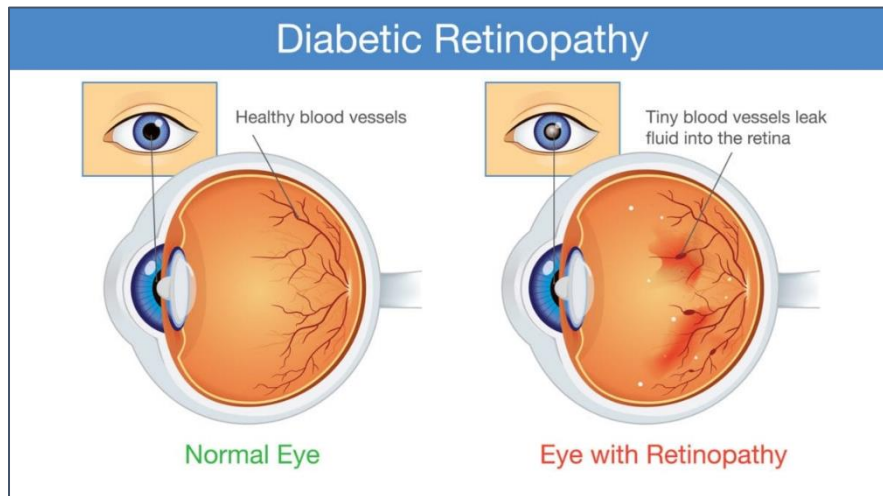 Diabetic Retinopathy
Healthy blood vessels
Tiny blood vessels leak
fluid into the retina
Normal Eye
Eye with Retinopathy